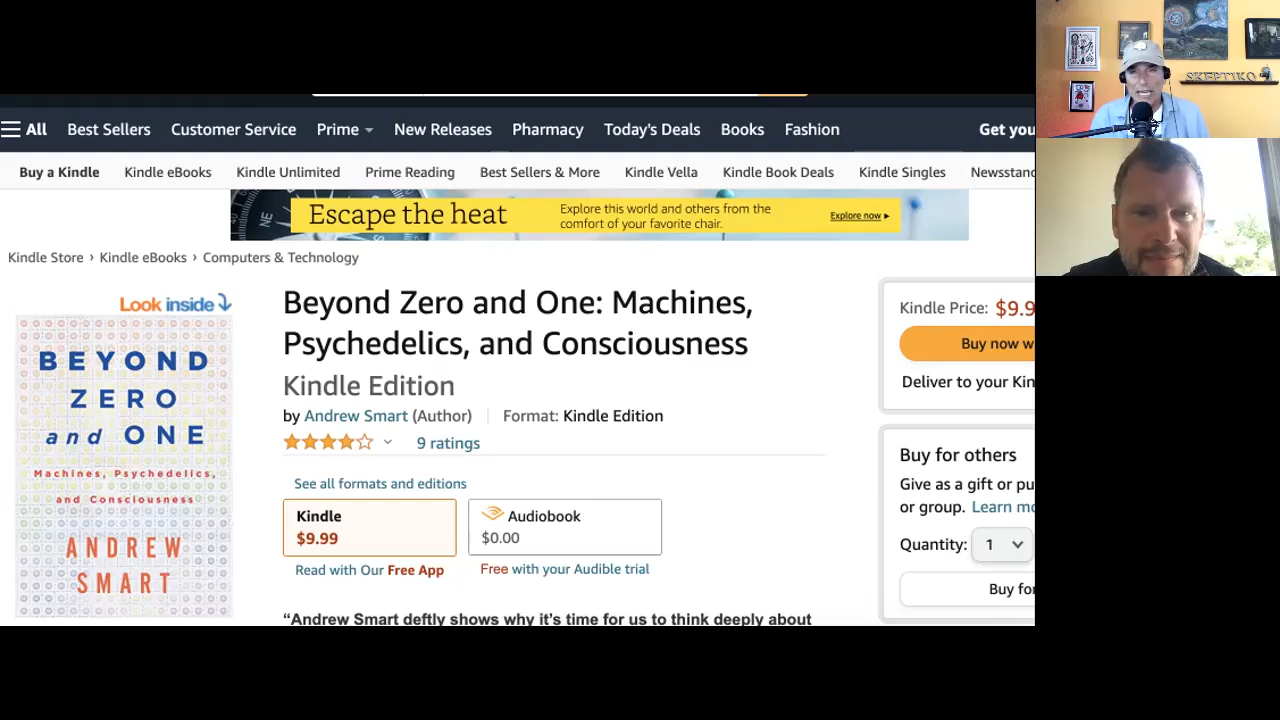 All Best Sellers Customer Service Prime New Releases Pharmacy Today's Deals Books Fashion Get you
Buy a Kindle Kindle eBooks Kindle Unlimited Prime Reading Best Sellers & More Kindle Vella Kindle Book Deals Kindle Singles Newsstan
NE
Escape the heat
Explore this world and others from the
comfort of your favorite chair.
Explore now ▸
Kindle Store › Kindle eBooks › Computers & Technology
Look inside
BEYOND
ZERO
and ONE
Machines, Psychedelics,
and Consciousness
ANDREW
SMART
Beyond Zero and One: Machines,
Psychedelics, and Consciousness
Kindle Edition
by Andrew Smart (Author) Format: Kindle Edition
9 ratings
See all formats and editions
Kindle
$9.99
Read with Our Free App
Audiobook
$0.00
Free with your Audible trial
“Andrew Smart deftly shows why it’s time for us to think deeply about
Kindle Price: $9.9
Buy now w
Deliver to your Kin
Buy for others
Give as a gift or pu
or group. Learn mo
Quantity: 1
Buy for
SKEPTIKO